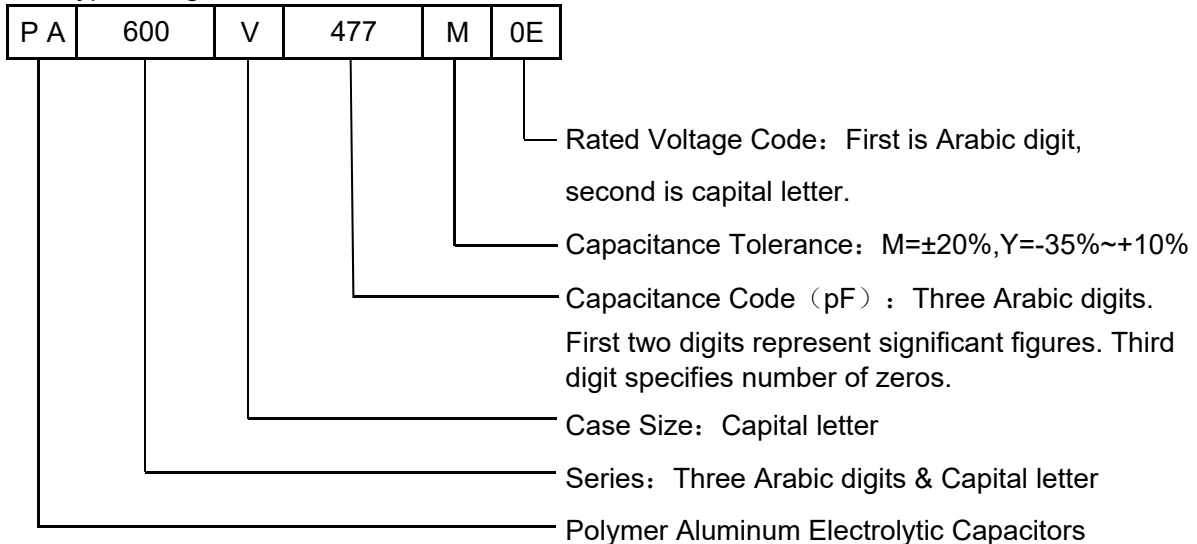 P A 600 V 477 M 0E
Rated Voltage Code：First is Arabic digit,
second is capital letter.
Capacitance Tolerance：M=±20%,Y=-35%~+10%
Capacitance Code（pF）：Three Arabic digits.
First two digits represent significant figures. Third
digit specifies number of zeros.
Case Size：Capital letter
Series：Three Arabic digits & Capital letter
Polymer Aluminum Electrolytic Capacitors